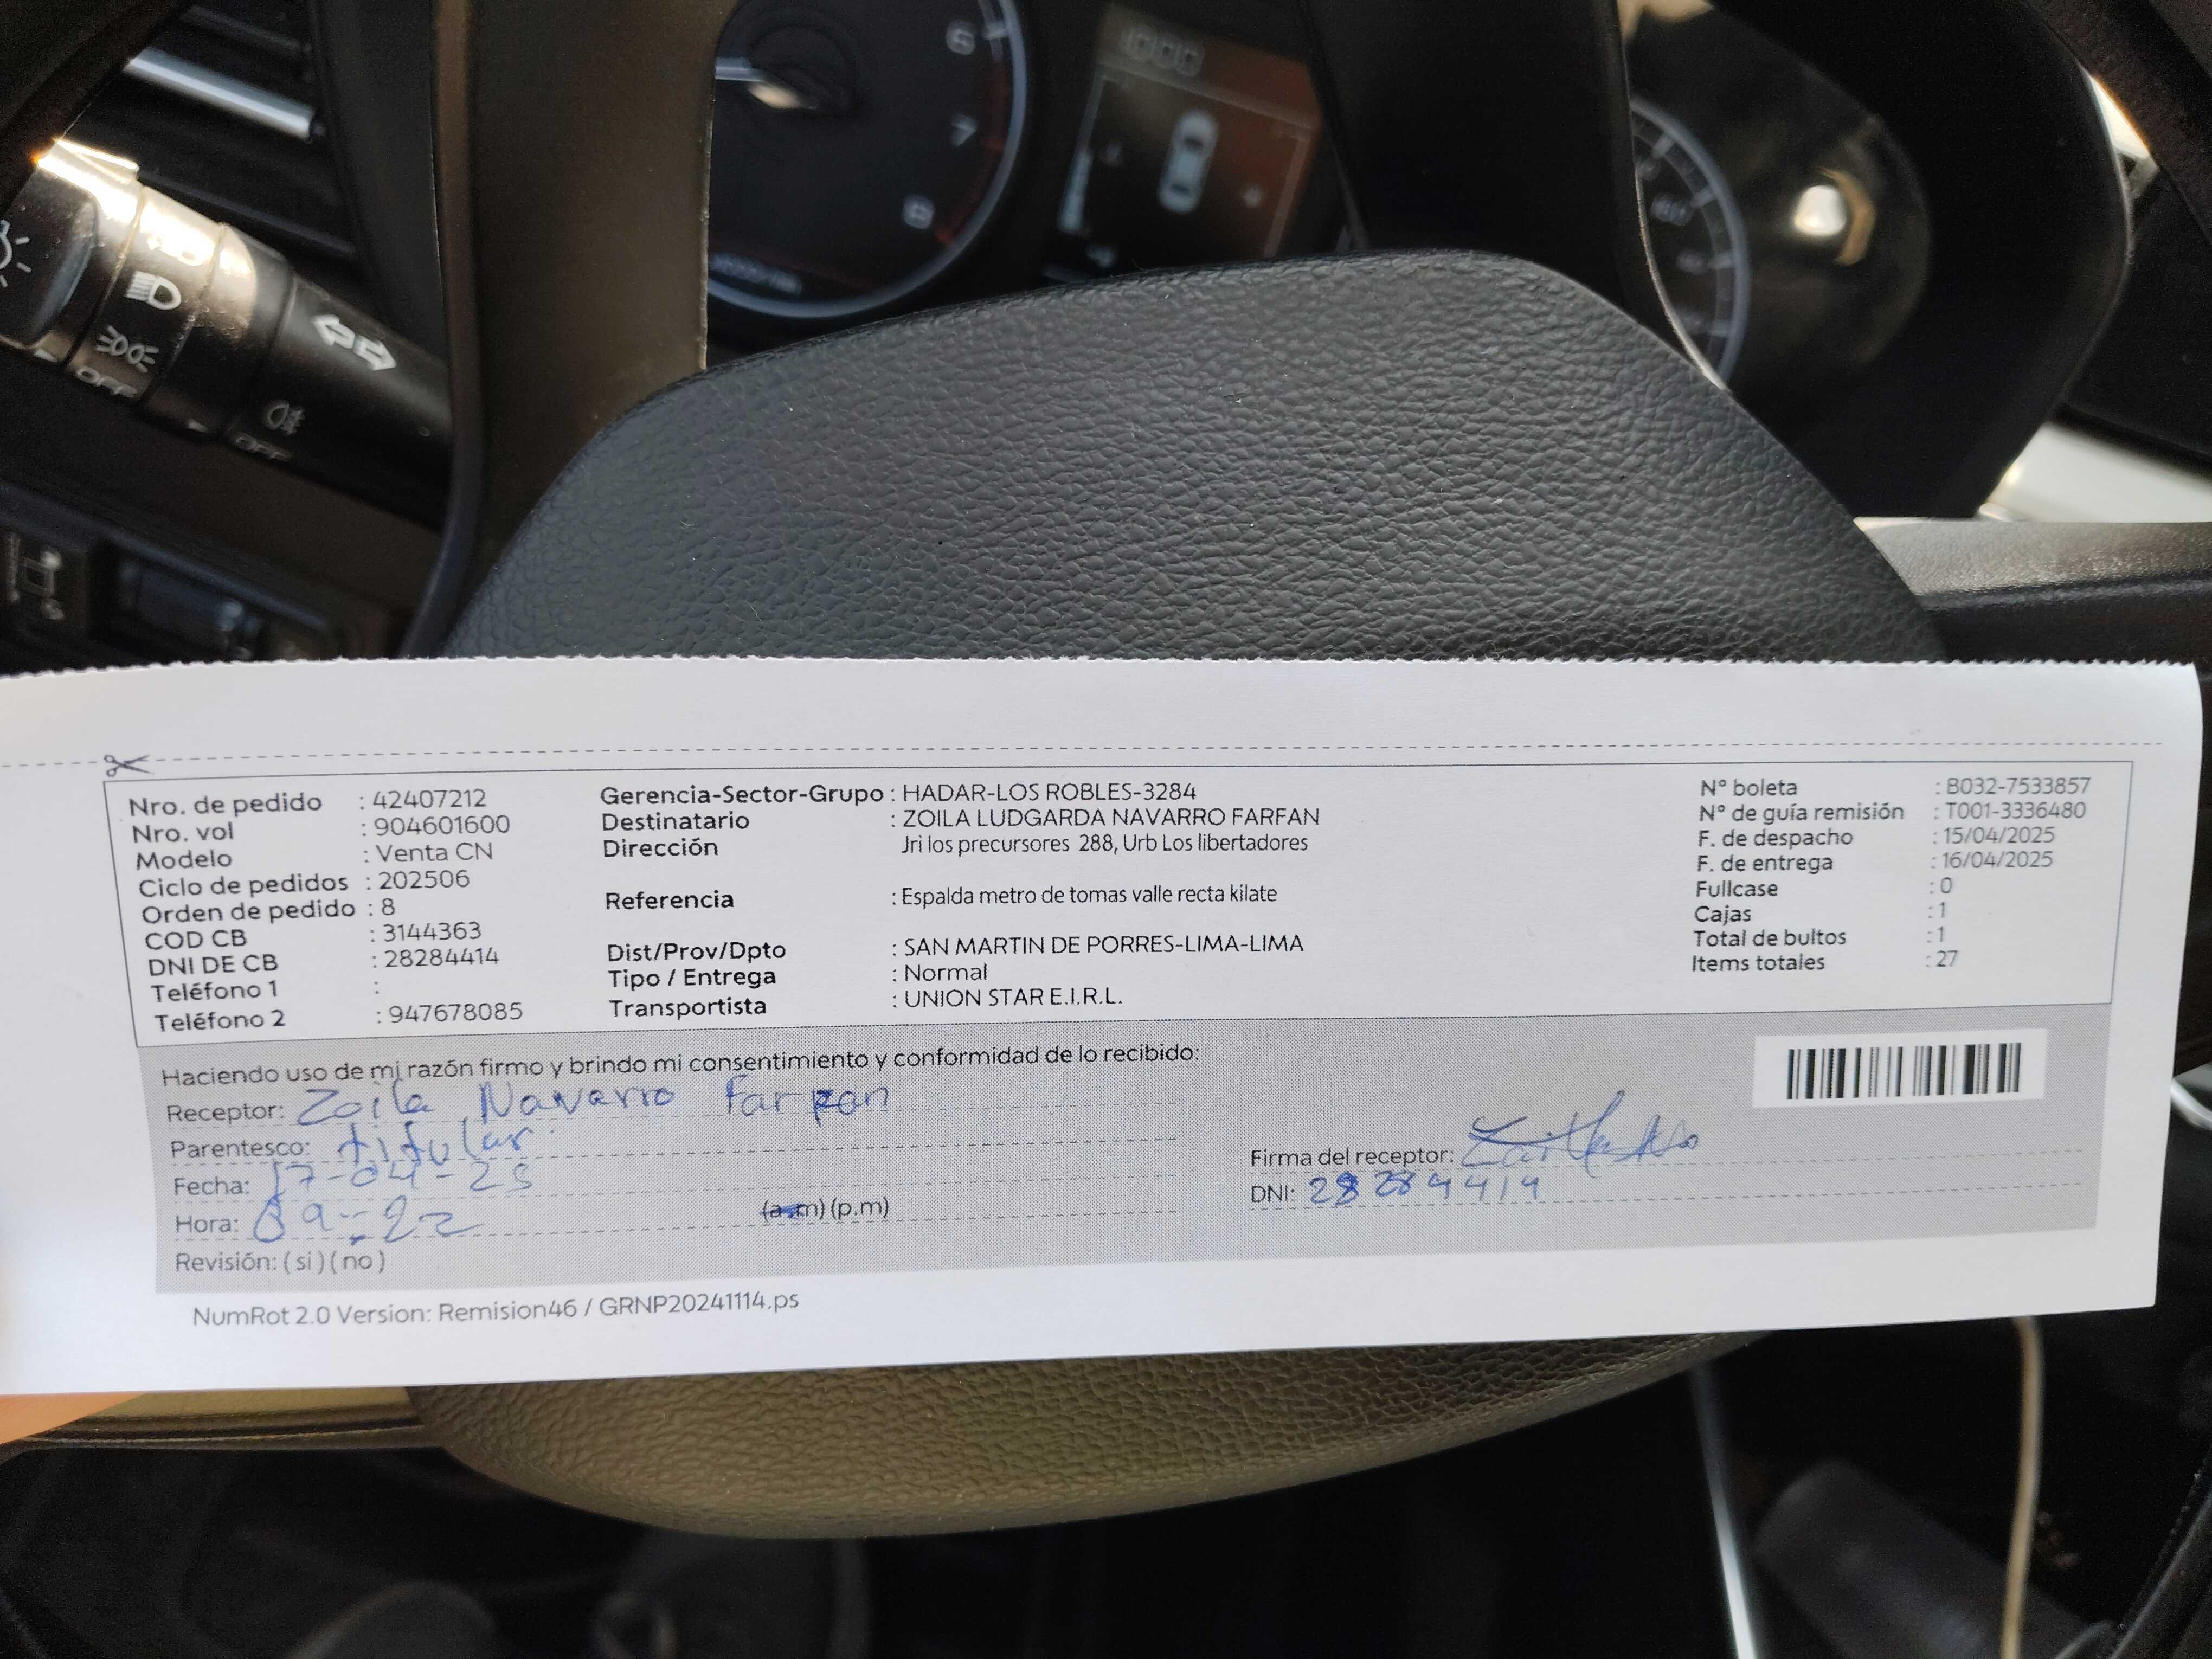 6
7
8
OFF
OFF
Nro. de pedido : 42407212
Nro. vol : 904601600
Modelo : Venta CN
Ciclo de pedidos : 202506
Orden de pedido : 8
COD CB : 3144363
DNI DE CB : 28284414
Teléfono 1 :
Teléfono 2 : 947678085
Gerencia-Sector-Grupo : HADAR-LOS ROBLES-3284
Destinatario : ZOILA LUDGARDA NAVARRO FARFAN
Dirección Jri los precursores 288, Urb Los libertadores
Referencia : Espalda metro de tomas valle recta kilate
Dist/Prov/Dpto : SAN MARTIN DE PORRES-LIMA-LIMA
Tipo / Entrega : Normal
Transportista : UNION STAR E.I.R.L.
N° boleta : B032-7533857
N° de guía remisión : T001-3336480
F. de despacho : 15/04/2025
F. de entrega : 16/04/2025
Fullcase : 0
Cajas : 1
Total de bultos : 1
Items totales : 27
Haciendo uso de mi razón firmo y brindo mi consentimiento y conformidad de lo recibido:
Receptor: Zoila Navarro Farfan
Parentesco: titular
Fecha: 17-04-25
Hora: 09-22 (a.m) (p.m)
Revisión: (si) (no)
Firma del receptor:
DNI: 28284414
NumRot 2.0 Version: Remision46 / GRNP20241114.ps